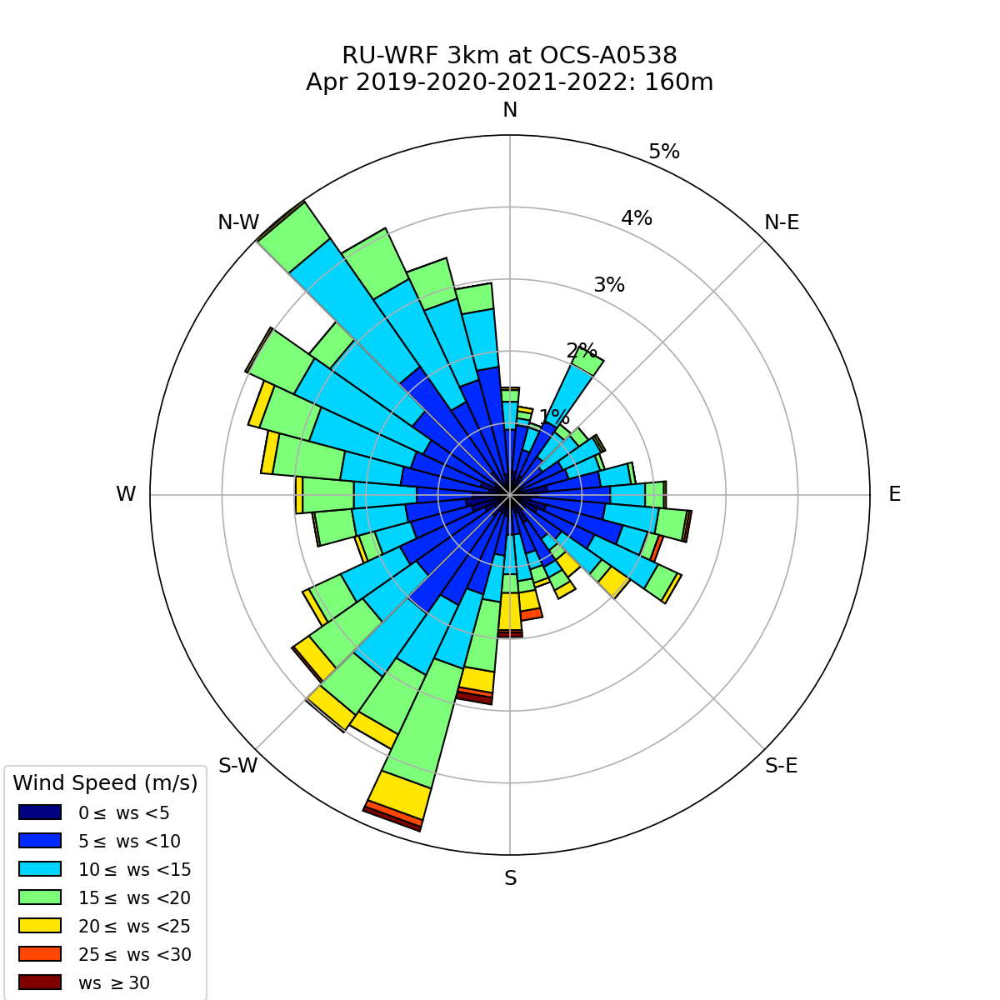 RU-WRF 3km at OCS-A0538
Apr 2019-2020-2021-2022: 160m
N
5%
4%
N-W
N-E
3%
2%
1%
W
E
S-W
S-E
S
Wind Speed (m/s)
0≤ ws <5
5≤ ws <10
10≤ ws <15
15≤ ws <20
20≤ ws <25
25≤ ws <30
ws ≥30